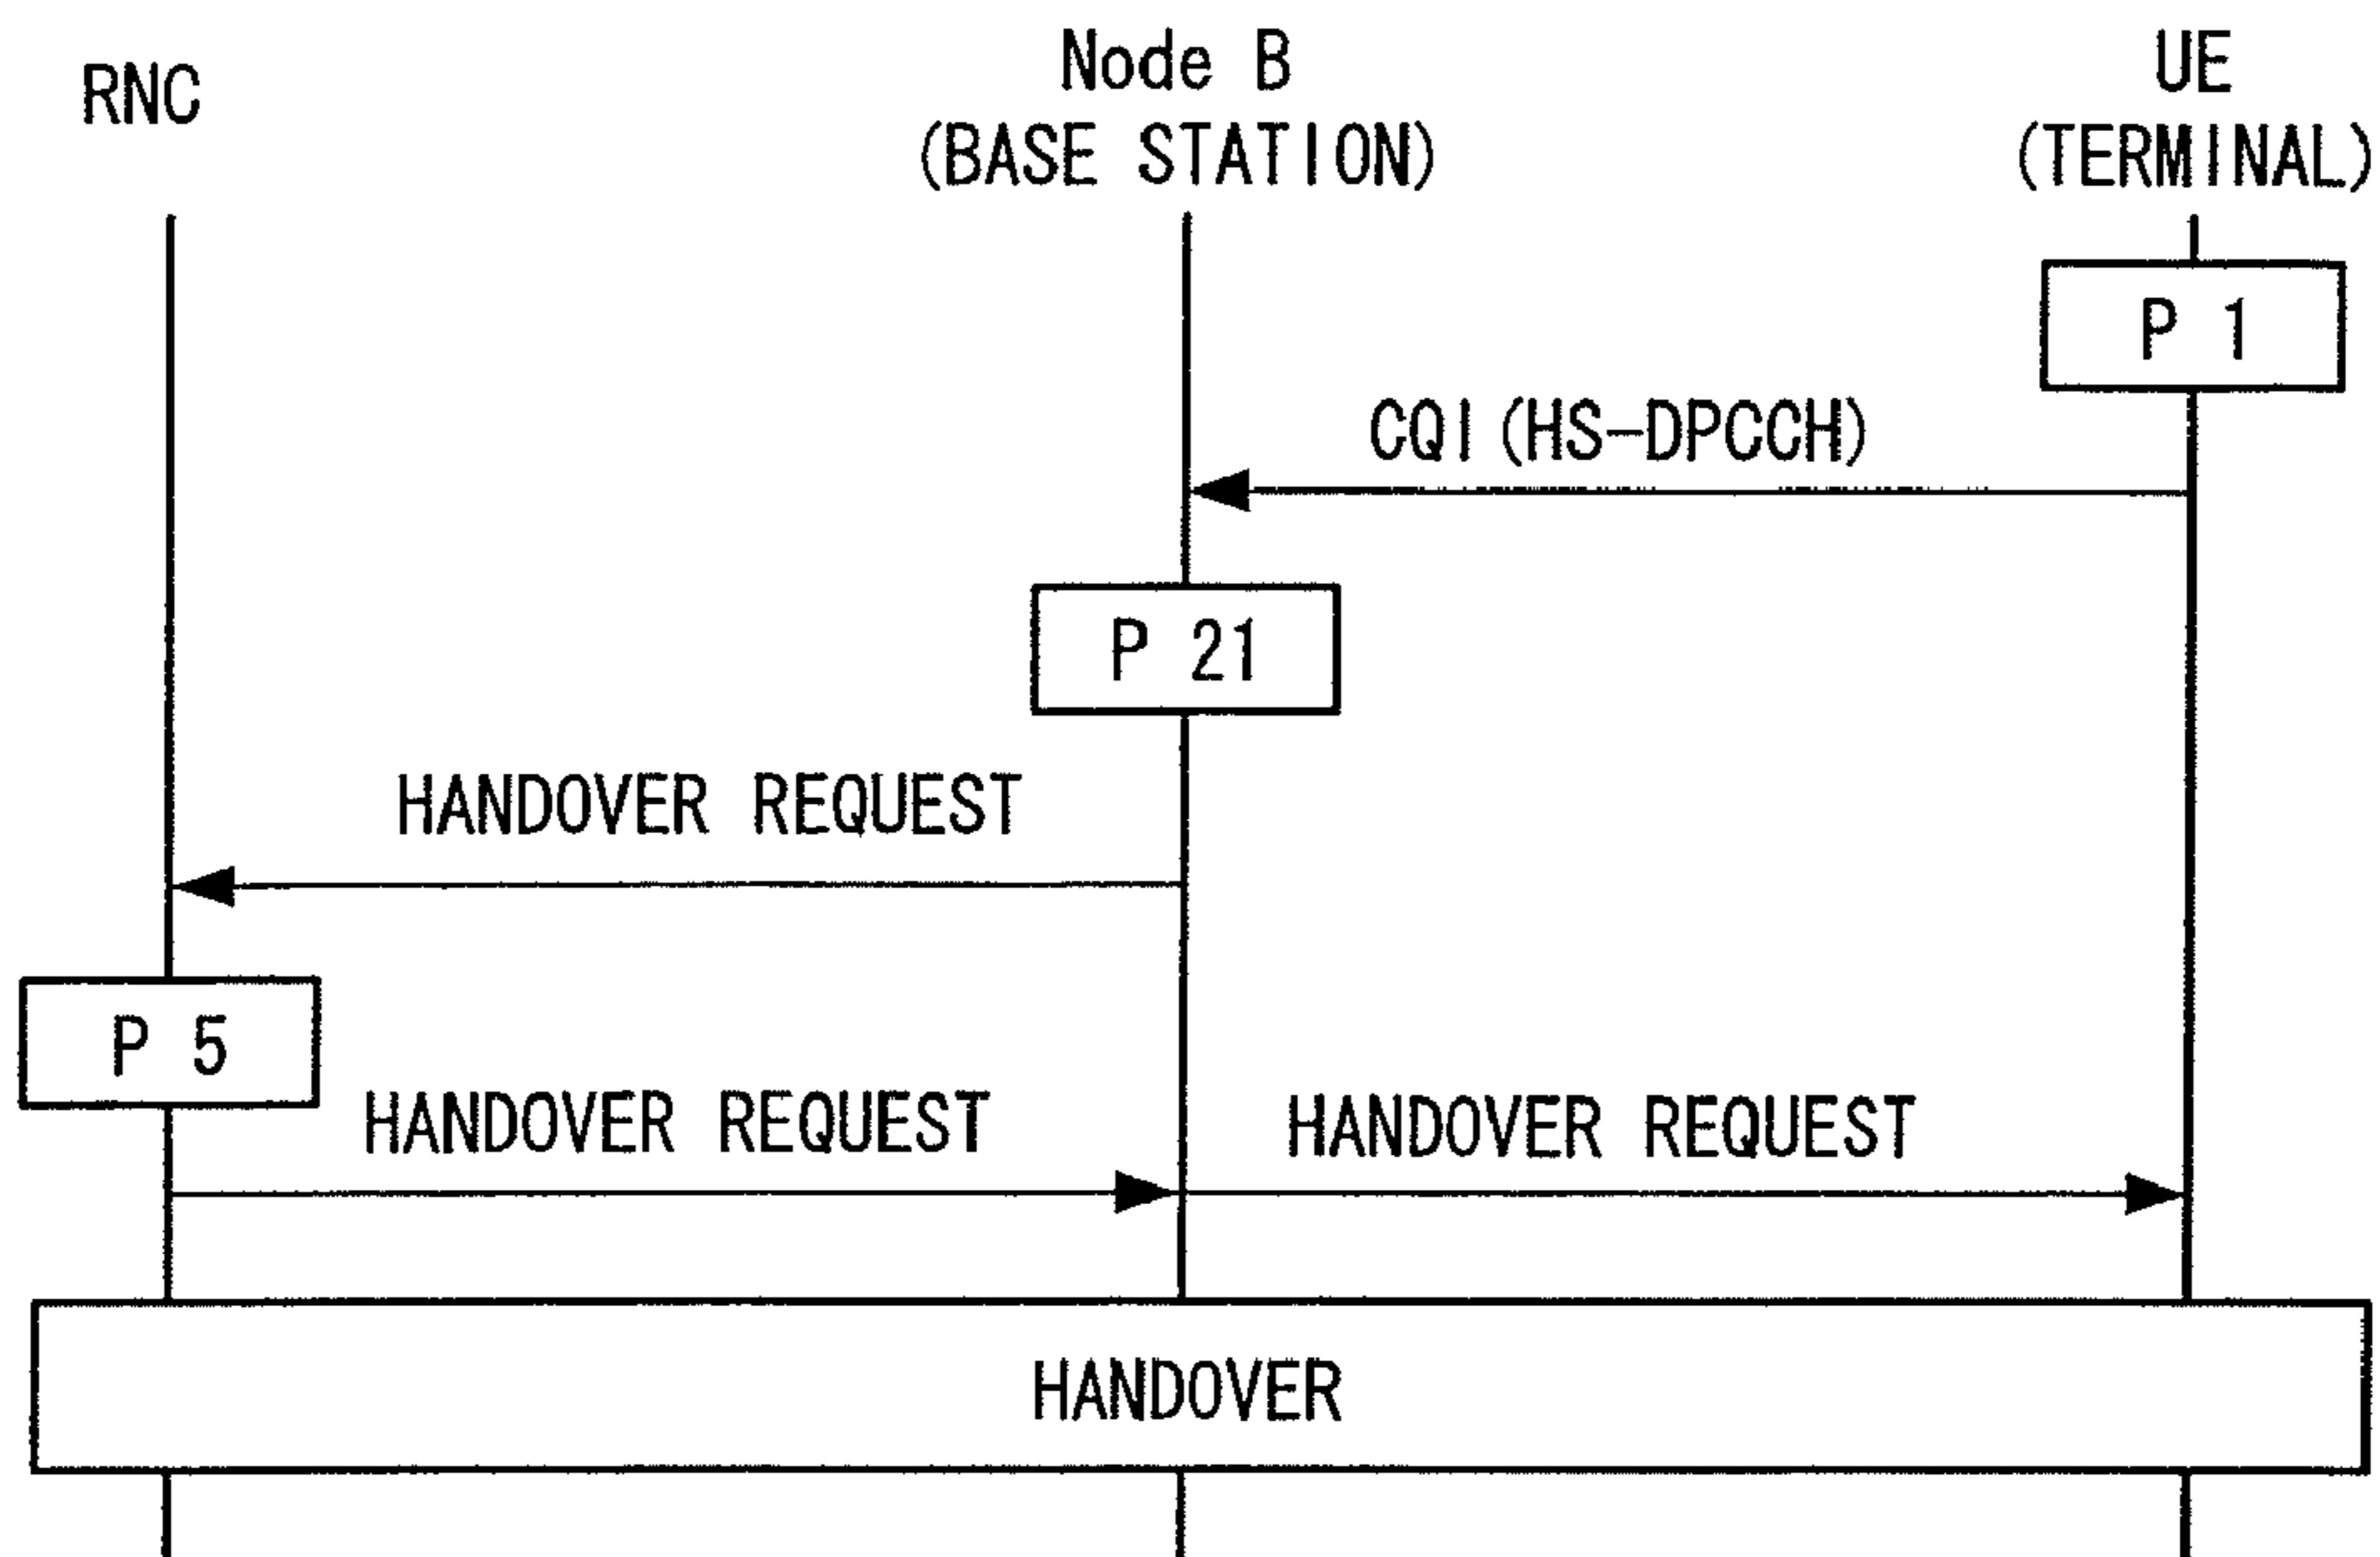 RNC
Node B
(BASE STATION)
UE
(TERMINAL)
P 1
CQI (HS-DPCCH)
P 21
HANDOVER REQUEST
P 5
HANDOVER REQUEST
HANDOVER REQUEST
HANDOVER